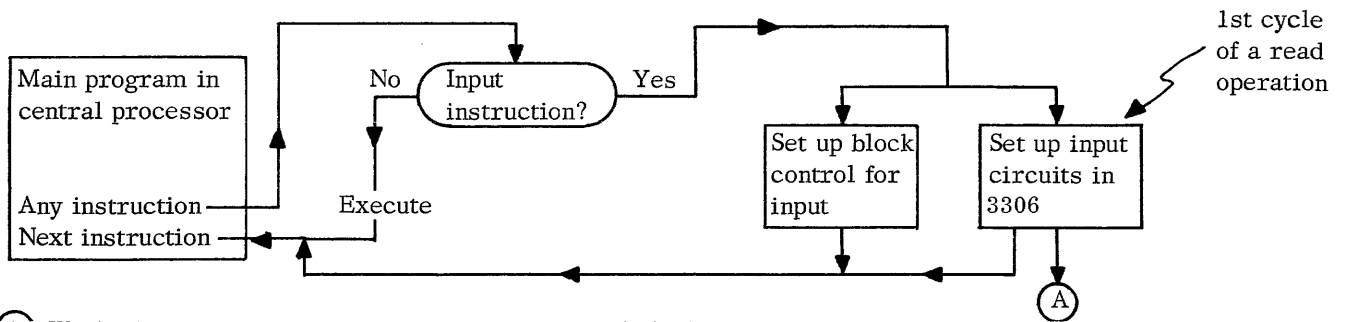 1st cycle
of a read
operation
Main program in
central processor
Any instruction
Next instruction
No
Input
instruction?
Yes
Execute
Set up block
control for
input
Set up input
circuits in
3306
A